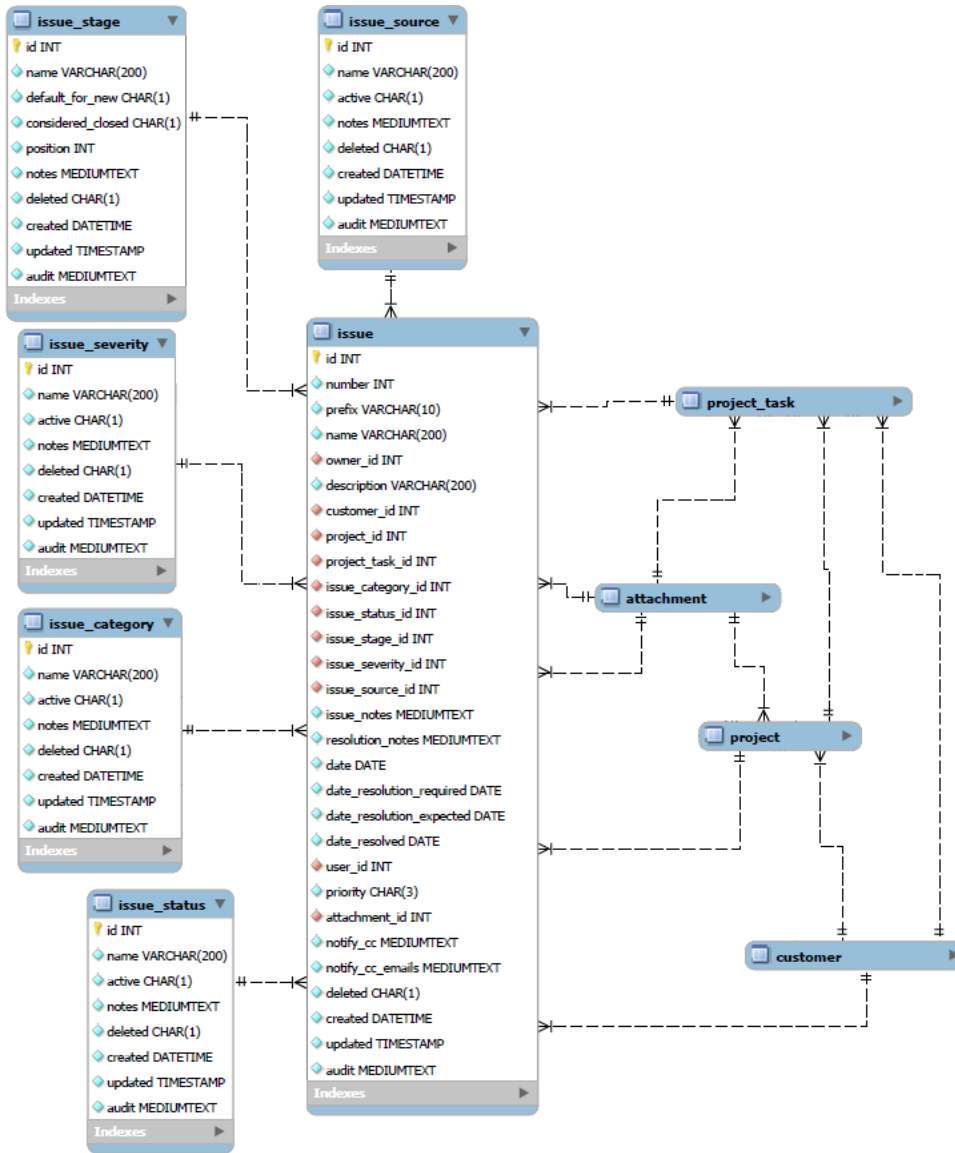 issue_stage
id INT
name VARCHAR(200)
default_for_new CHAR(1)
considered_closed CHAR(1)
position INT
notes MEDIUMTEXT
deleted CHAR(1)
created DATETIME
updated TIMESTAMP
audit MEDIUMTEXT
Indexes
issue_source
id INT
name VARCHAR(200)
active CHAR(1)
notes MEDIUMTEXT
deleted CHAR(1)
created DATETIME
updated TIMESTAMP
audit MEDIUMTEXT
Indexes
issue_severity
id INT
name VARCHAR(200)
active CHAR(1)
notes MEDIUMTEXT
deleted CHAR(1)
created DATETIME
updated TIMESTAMP
audit MEDIUMTEXT
Indexes
issue_category
id INT
name VARCHAR(200)
active CHAR(1)
notes MEDIUMTEXT
deleted CHAR(1)
created DATETIME
updated TIMESTAMP
audit MEDIUMTEXT
Indexes
issue_status
id INT
name VARCHAR(200)
active CHAR(1)
notes MEDIUMTEXT
deleted CHAR(1)
created DATETIME
updated TIMESTAMP
audit MEDIUMTEXT
Indexes
issue
id INT
number INT
prefix VARCHAR(10)
name VARCHAR(200)
owner_id INT
description VARCHAR(200)
customer_id INT
project_id INT
project_task_id INT
issue_category_id INT
issue_status_id INT
issue_stage_id INT
issue_severity_id INT
issue_source_id INT
issue_notes MEDIUMTEXT
resolution_notes MEDIUMTEXT
date DATE
date_resolution_required DATE
date_resolution_expected DATE
date_resolved DATE
user_id INT
priority CHAR(3)
attachment_id INT
notify_cc MEDIUMTEXT
notify_cc_emails MEDIUMTEXT
deleted CHAR(1)
created DATETIME
updated TIMESTAMP
audit MEDIUMTEXT
Indexes
project_task
attachment
project
customer